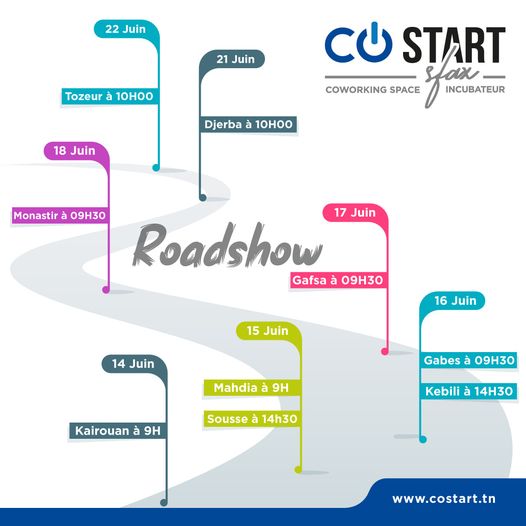 22 Juin
Tozeur à 10H00
21 Juin
Djerba à 10H00
CO START
sfax
COWORKING SPACE
INCUBATEUR
18 Juin
Monastir à 09H30
Roadshow
17 Juin
Gafsa à 09H30
16 Juin
Gabes à 09H30
Kebili à 14H30
15 Juin
Mahdia à 9H
Sousse à 14h30
14 Juin
Kairouan à 9H
www.costart.tn